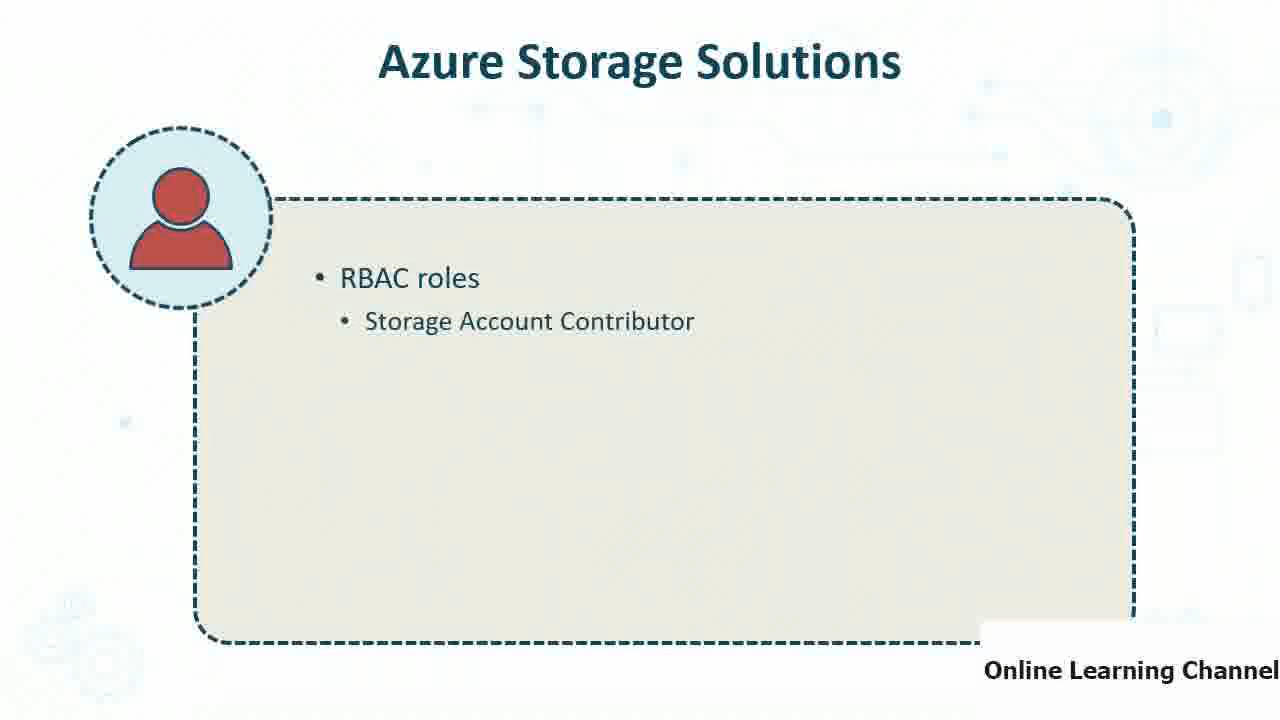 Azure Storage Solutions
• RBAC roles
• Storage Account Contributor
Online Learning Channel